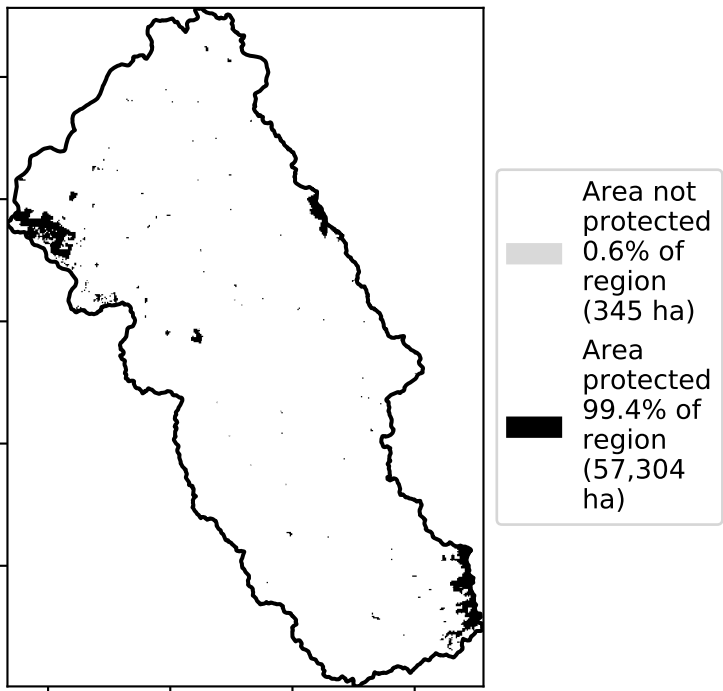 Area not
protected
0.6% of
region
(345 ha)
Area
protected
99.4% of
region
(57,304
ha)